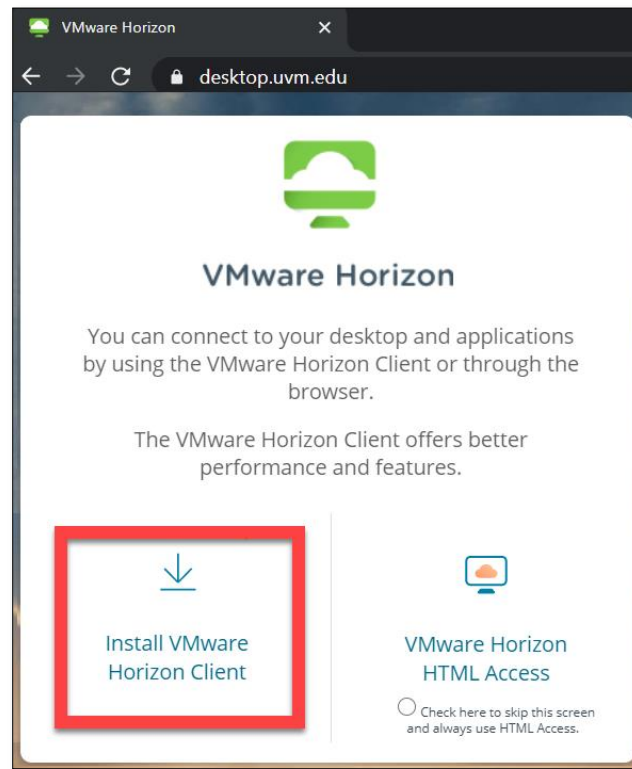 VMware Horizon
desktop.uvm.edu
VMware Horizon
You can connect to your desktop and applications
by using the VMware Horizon Client or through the
browser.
The VMware Horizon Client offers better
performance and features.
Install VMware
Horizon Client
VMware Horizon
HTML Access
Check here to skip this screen
and always use HTML Access.